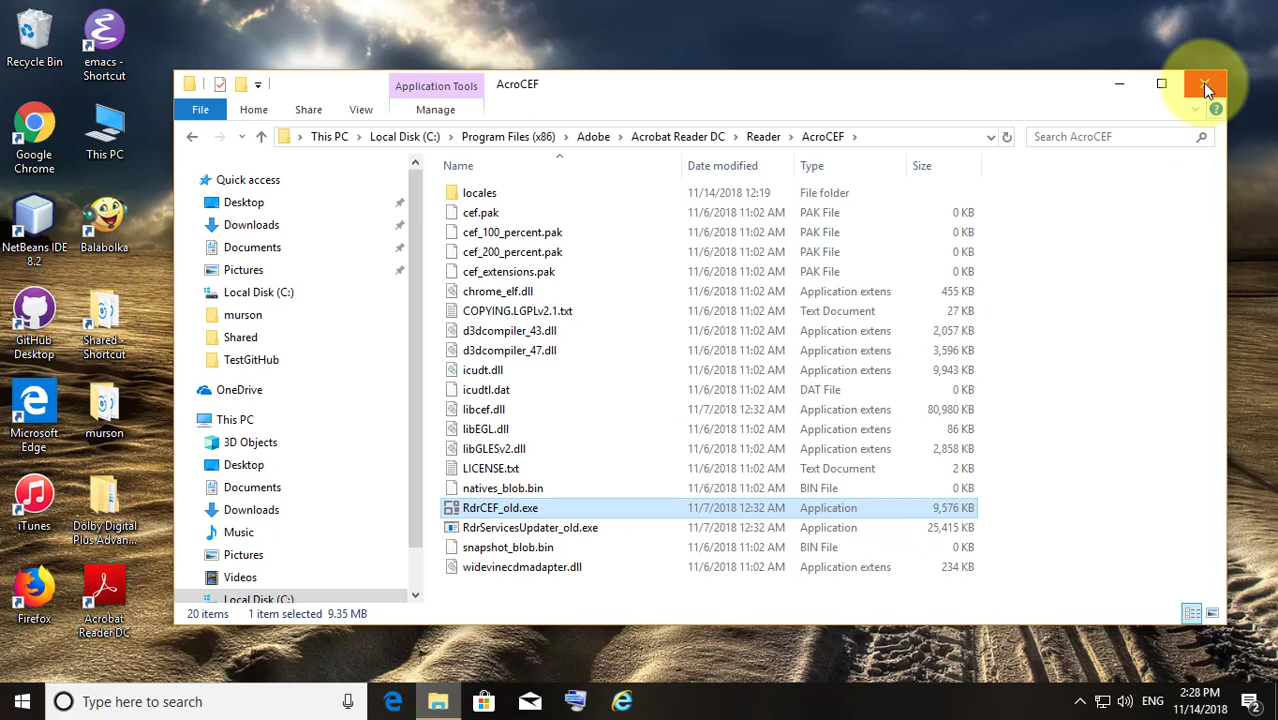 Recycle Bin
emacs -
Shortcut
Google
Chrome
This PC
NetBeans IDE
8.2
Balabolka
GitHub
Desktop
Shared -
Shortcut
Microsoft
Edge
murson
iTunes
Dolby Digital
Plus Advan...
Firefox
Acrobat
Reader DC
Application Tools
AcroCEF
File
Home
Share
View
Manage
This PC
Local Disk (C:)
Program Files (x86)
Adobe
Acrobat Reader DC
Reader
AcroCEF
Search AcroCEF
Quick access
Desktop
Downloads
Documents
Pictures
Local Disk (C:)
murson
Shared
TestGitHub
OneDrive
This PC
3D Objects
Desktop
Documents
Downloads
Music
Pictures
Videos
Local Disk (C:)
Name Date modified Type Size
locales 11/14/2018 12:19 File folder
cef.pak 11/6/2018 11:02 AM PAK File 0 KB
cef_100_percent.pak 11/6/2018 11:02 AM PAK File 0 KB
cef_200_percent.pak 11/6/2018 11:02 AM PAK File 0 KB
cef_extensions.pak 11/6/2018 11:02 AM PAK File 0 KB
chrome_elf.dll 11/6/2018 11:02 AM Application extens 455 KB
COPYING.LGPLv2.1.txt 11/6/2018 11:02 AM Text Document 27 KB
d3dcompiler_43.dll 11/6/2018 11:02 AM Application extens 2,057 KB
d3dcompiler_47.dll 11/6/2018 11:02 AM Application extens 3,596 KB
icudt.dll 11/6/2018 11:02 AM Application extens 9,943 KB
icudtl.dat 11/6/2018 11:02 AM DAT File 0 KB
libcef.dll 11/7/2018 12:32 AM Application extens 80,980 KB
libEGL.dll 11/6/2018 11:02 AM Application extens 86 KB
libGLESv2.dll 11/6/2018 11:02 AM Application extens 2,858 KB
LICENSE.txt 11/6/2018 11:02 AM Text Document 2 KB
natives_blob.bin 11/6/2018 11:02 AM BIN File 0 KB
RdrCEF_old.exe 11/7/2018 12:32 AM Application 9,576 KB
RdrServicesUpdater_old.exe 11/7/2018 12:32 AM Application 25,415 KB
snapshot_blob.bin 11/6/2018 11:02 AM BIN File 0 KB
widevinecdmadapter.dll 11/6/2018 11:02 AM Application extens 234 KB
20 items 1 item selected 9.35 MB
Type here to search
ENG
2:28 PM
11/14/2018
2